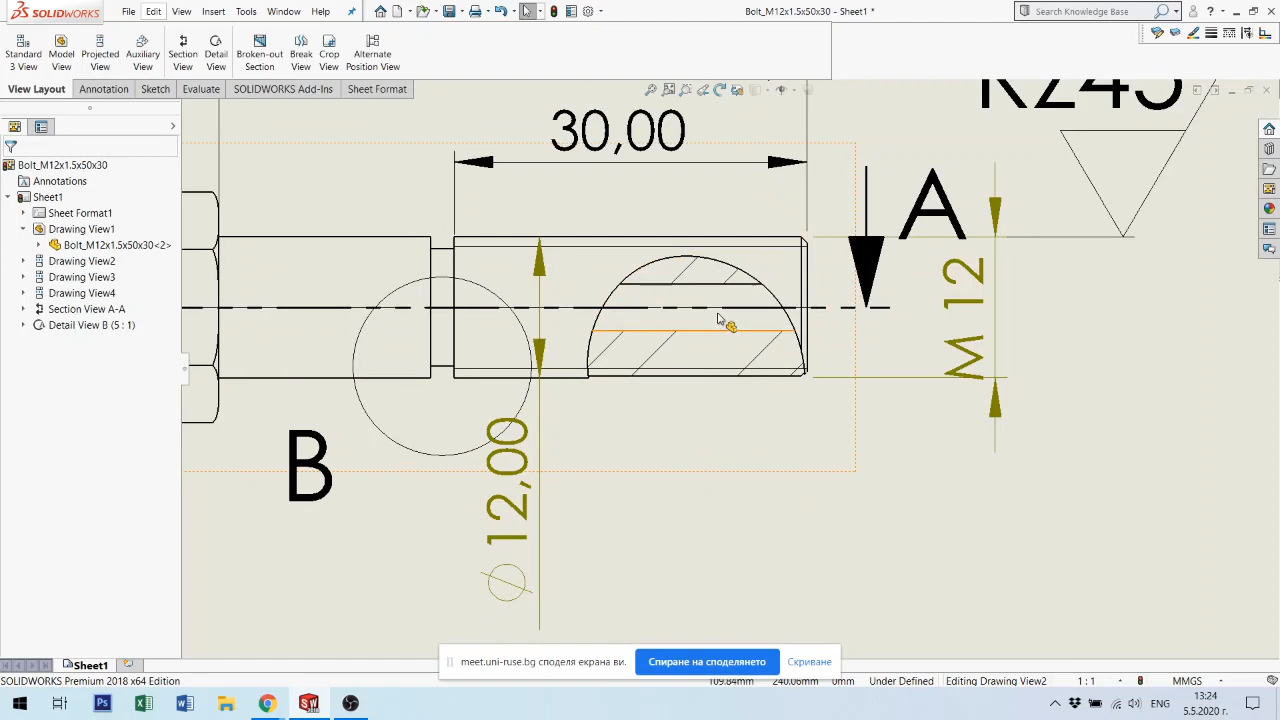 SOLIDWORKS File Edit View Insert Tools Window Help Bolt_M12x1.5x50x30 - Sheet1 * Search Knowledge Base
Standard 3 View
Model View
Projected View
Auxiliary View
Section View
Detail View
Broken-out Section
Break View
Crop View
Alternate Position View
View Layout Annotation Sketch Evaluate SOLIDWORKS Add-Ins Sheet Format
Bolt_M12x1.5x50x30
Annotations
Sheet1
Sheet Format1
Drawing View1
Bolt_M12x1.5x50x30<2>
Drawing View2
Drawing View3
Drawing View4
Section View A-A
Detail View B (5 : 1)
30,00
A
M 12
B
Ø 12,00
meet.uni-ruse.bg споделя екрана ви. Спиране на споделянето Скриване
Sheet1
SOLIDWORKS Premium 2018 x64 Edition 109.84mm 240.06mm 0mm Under Defined Editing Drawing View2 1 : 1 MMGS
ENG 13:24
5.5.2020 г.